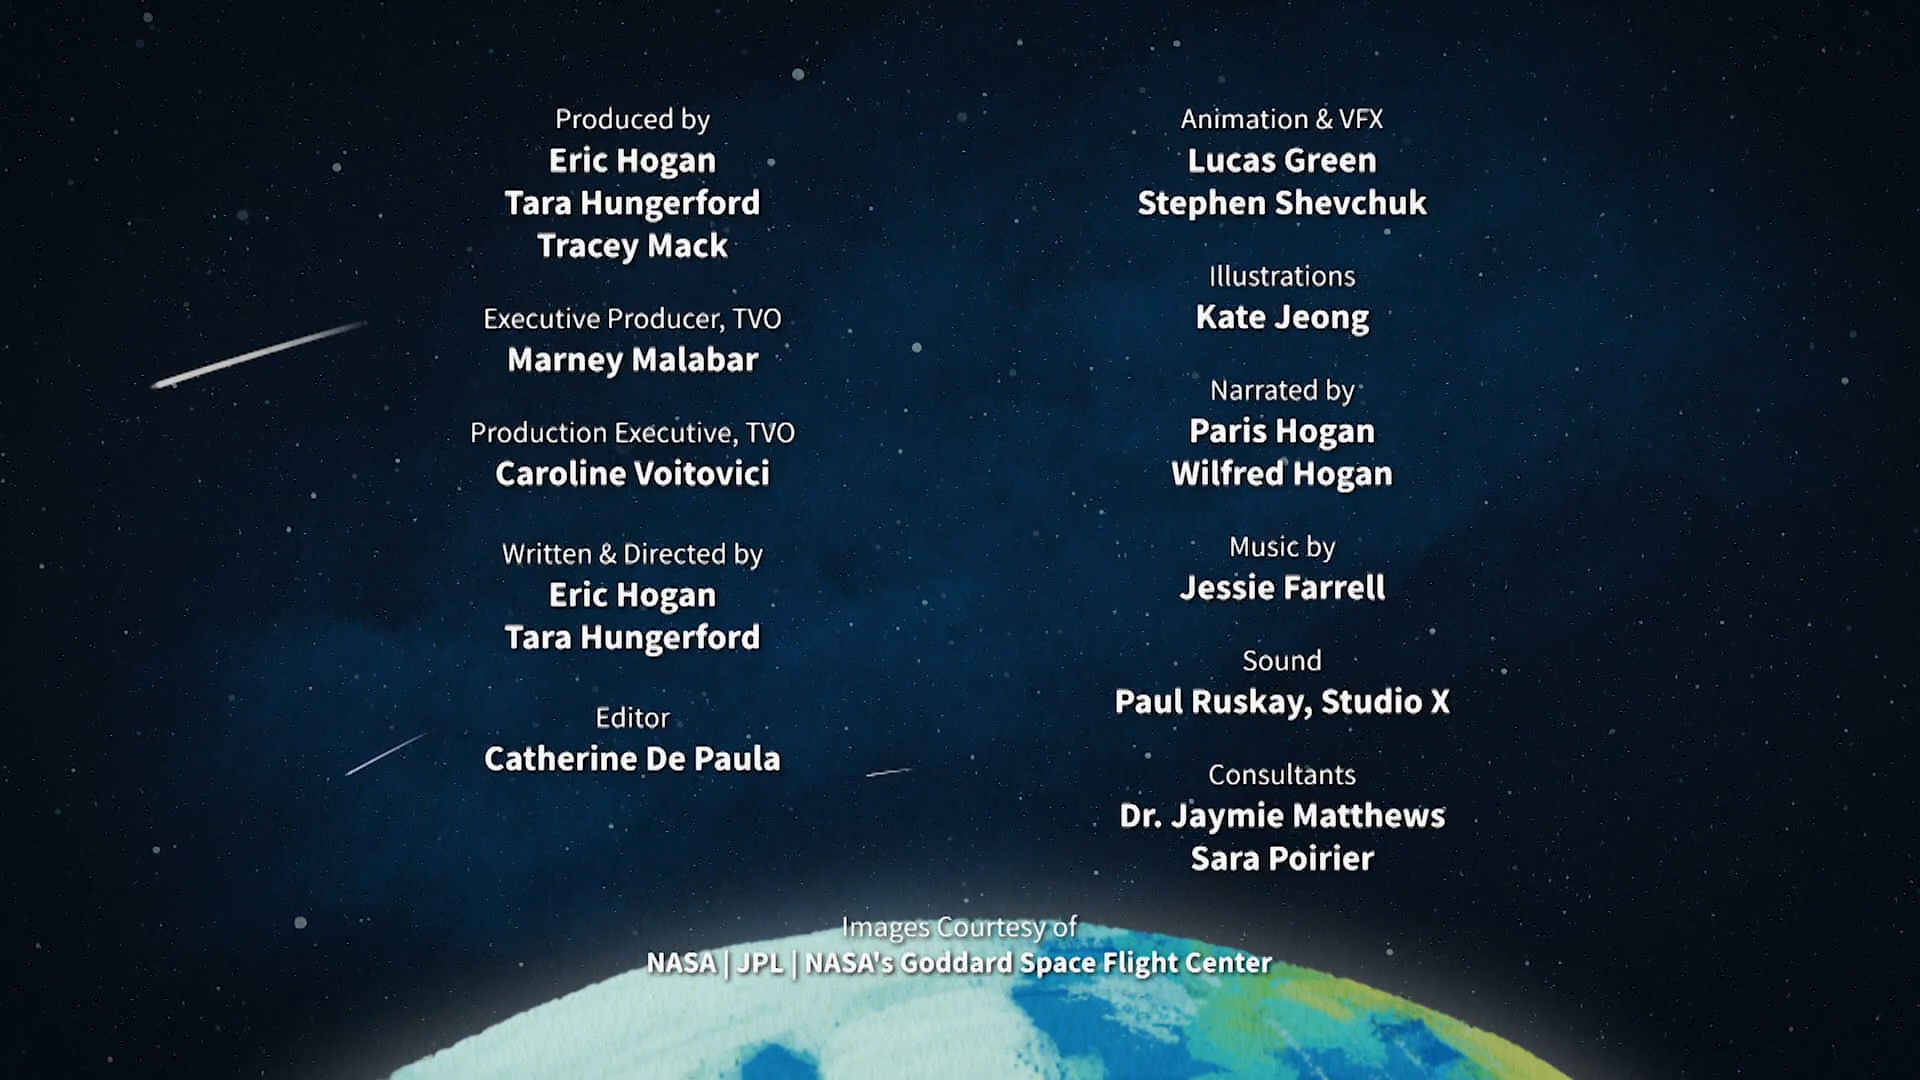 Produced by
Eric Hogan
Tara Hungerford
Tracey Mack
Executive Producer, TVO
Marney Malabar
Production Executive, TVO
Caroline Voitovici
Written & Directed by
Eric Hogan
Tara Hungerford
Editor
Catherine De Paula
Animation & VFX
Lucas Green
Stephen Shevchuk
Illustrations
Kate Jeong
Narrated by
Paris Hogan
Wilfred Hogan
Music by
Jessie Farrell
Sound
Paul Ruskay, Studio X
Consultants
Dr. Jaymie Matthews
Sara Poirier
Images Courtesy of
NASA | JPL | NASA's Goddard Space Flight Center